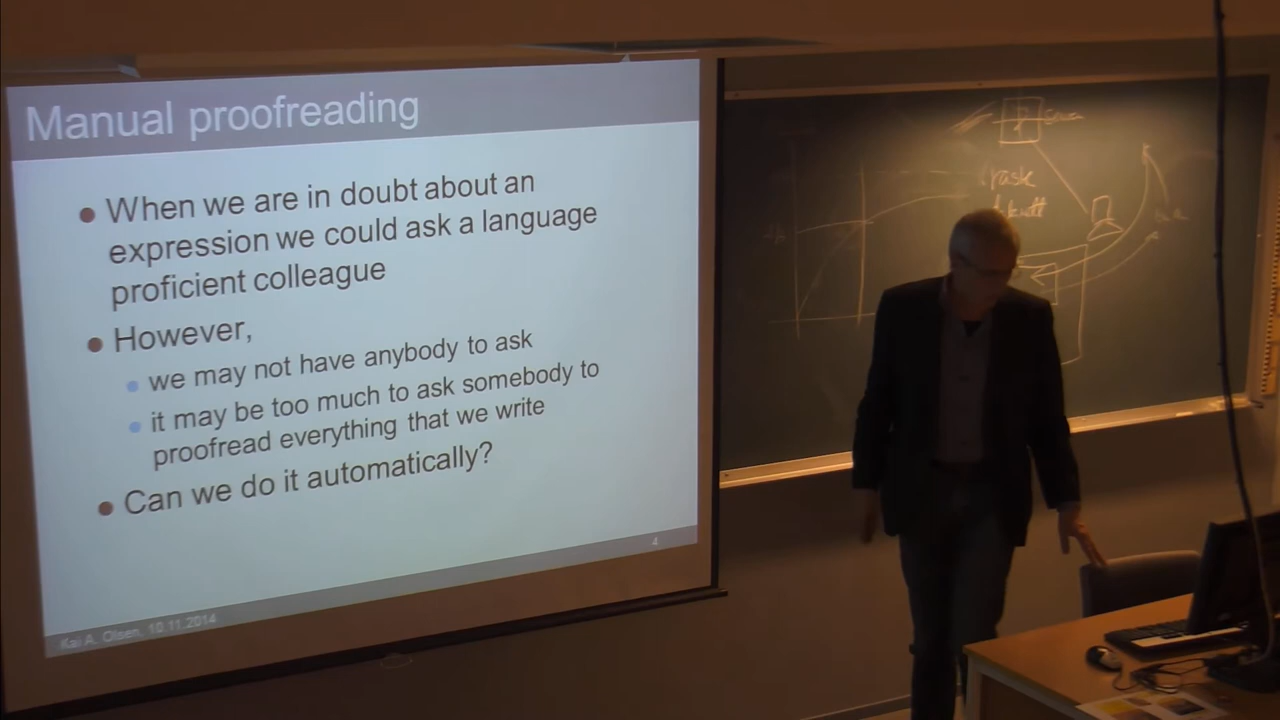 Manual proofreading
When we are in doubt about an
expression we could ask a language
proficient colleague
However,
we may not have anybody to ask
it may be too much to ask somebody to
proofread everything that we write
Can we do it automatically?
4
Kai A. Olsen, 10.11.2014